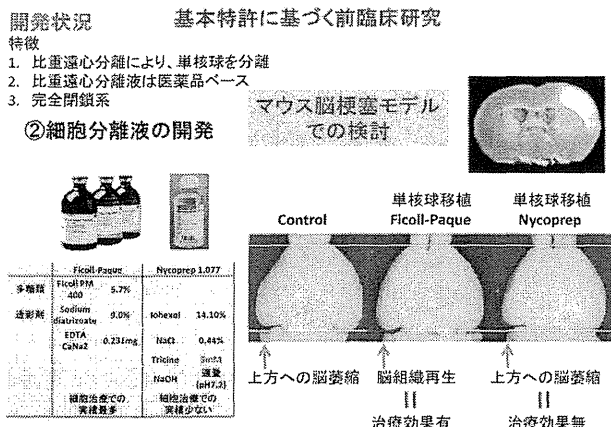 開発状況
基本特許に基づく前臨床研究
特徴
1. 比重遠心分離により、単核球を分離
2. 比重遠心分離液は医薬品ベース
3. 完全閉鎖系
②細胞分離液の開発
マウス脳梗塞モデル
での検討
Ficoll-Paque
Nycoprep 1.077
多糖類
Ficoll PM
400
5.7%
造影剤
Sodium
diatrizoate
9.0%
Iohexol
14.10%
EDTA
CaNa2
0.231mg
NaCl
0.44%
Tricine
5mM
NaOH
適量
(pH7.2)
細胞治療での
実績最多
細胞治療での
実績少ない
Control
単核球移植
Ficoll-Paque
単核球移植
Nycoprep
上方への脳萎縮
脳組織再生
||
治療効果有
上方への脳萎縮
||
治療効果無